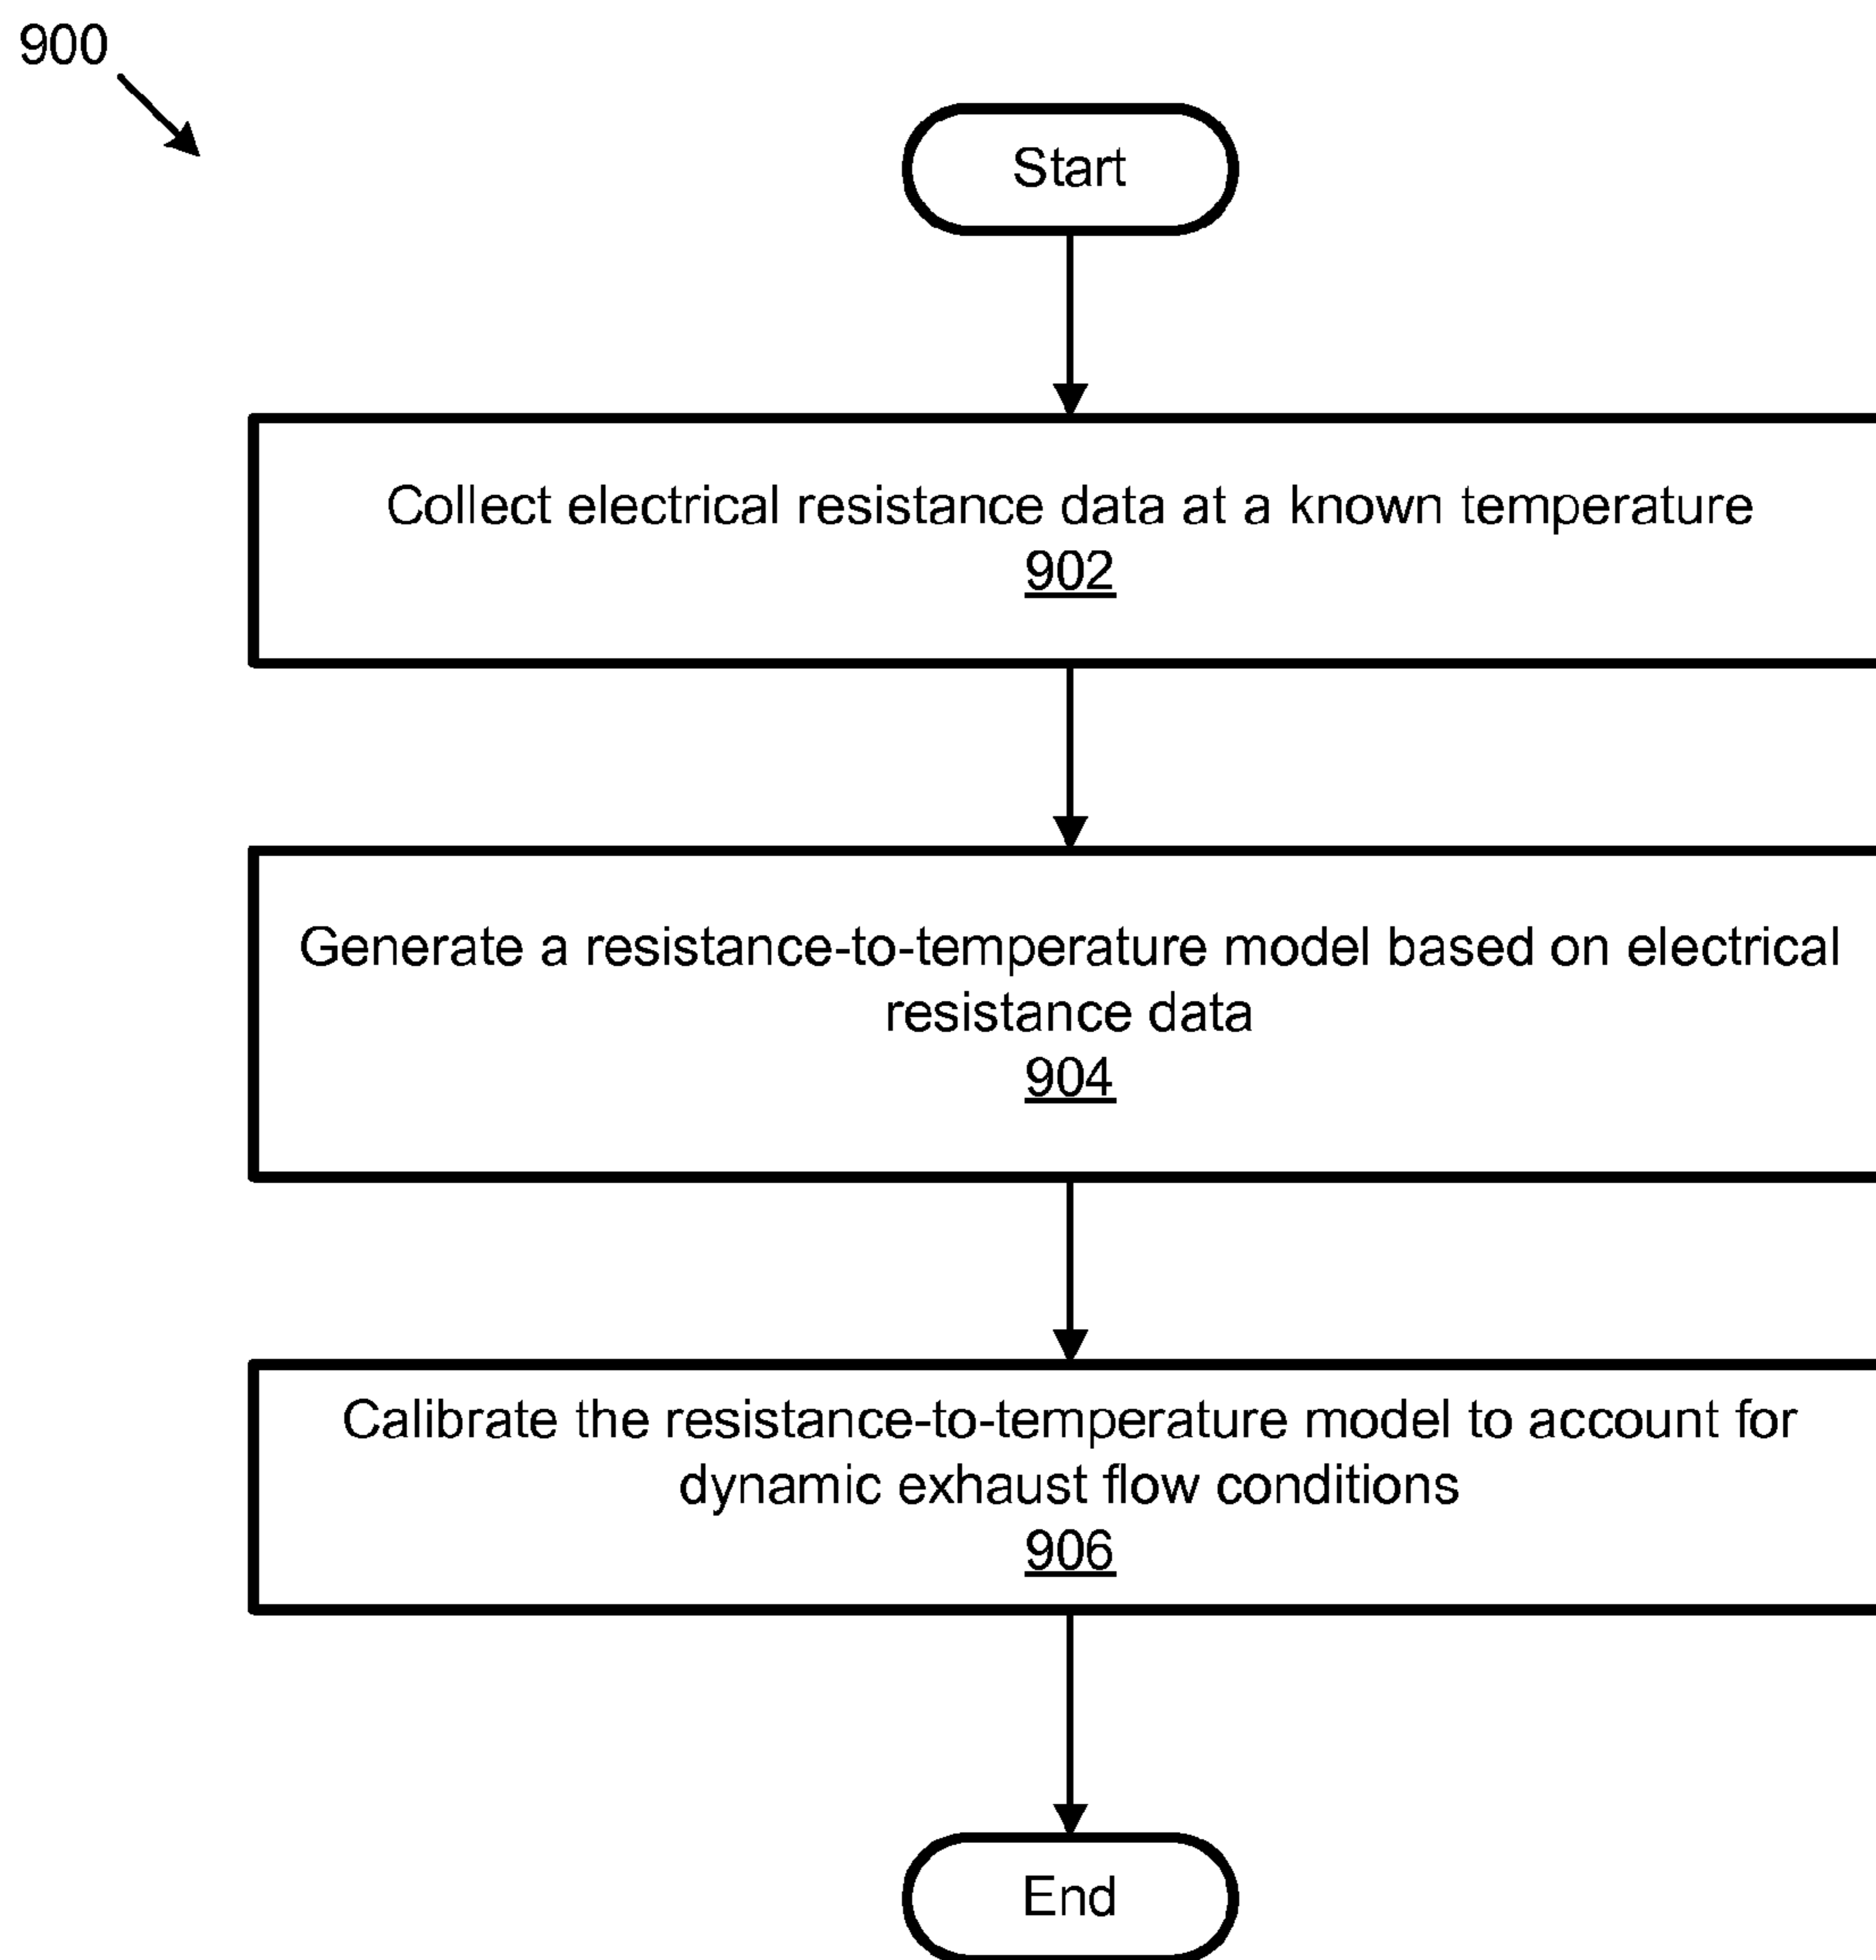 900
Start
Collect electrical resistance data at a known temperature
902
Generate a resistance-to-temperature model based on electrical
resistance data
904
Calibrate the resistance-to-temperature model to account for
dynamic exhaust flow conditions
906
End